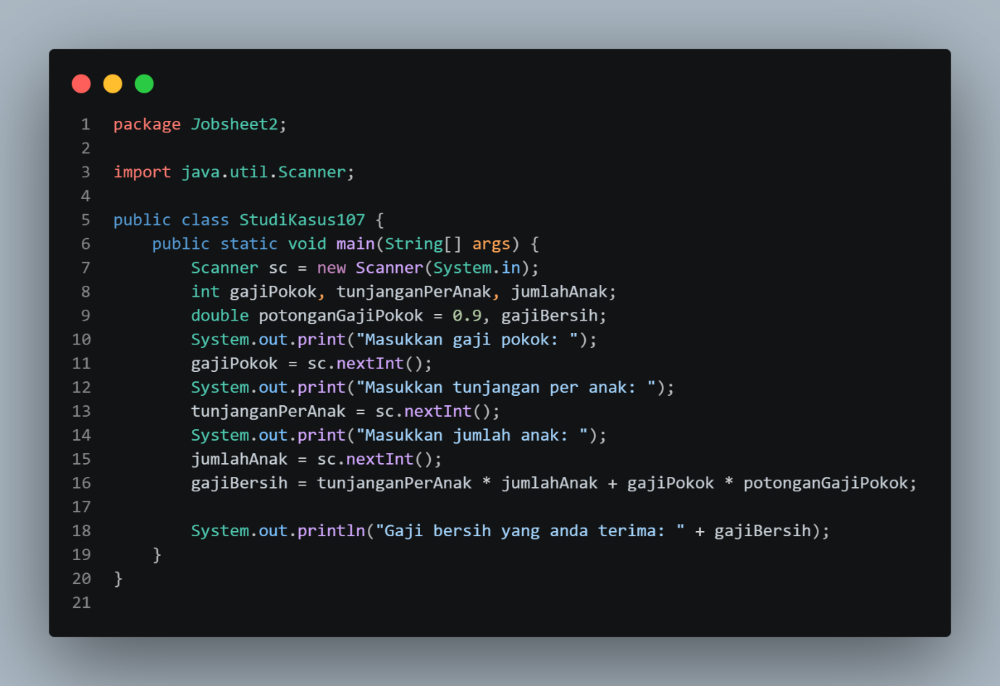 1 package Jobsheet2;
2
3 import java.util.Scanner;
4
5 public class StudiKasus107 {
6     public static void main(String[] args) {
7         Scanner sc = new Scanner(System.in);
8         int gajiPokok, tunjanganPerAnak, jumlahAnak;
9         double potonganGajiPokok = 0.9, gajiBersih;
10         System.out.print("Masukkan gaji pokok: ");
11         gajiPokok = sc.nextInt();
12         System.out.print("Masukkan tunjangan per anak: ");
13         tunjanganPerAnak = sc.nextInt();
14         System.out.print("Masukkan jumlah anak: ");
15         jumlahAnak = sc.nextInt();
16         gajiBersih = tunjanganPerAnak * jumlahAnak + gajiPokok * potonganGajiPokok;
17
18         System.out.println("Gaji bersih yang anda terima: " + gajiBersih);
19     }
20 }
21